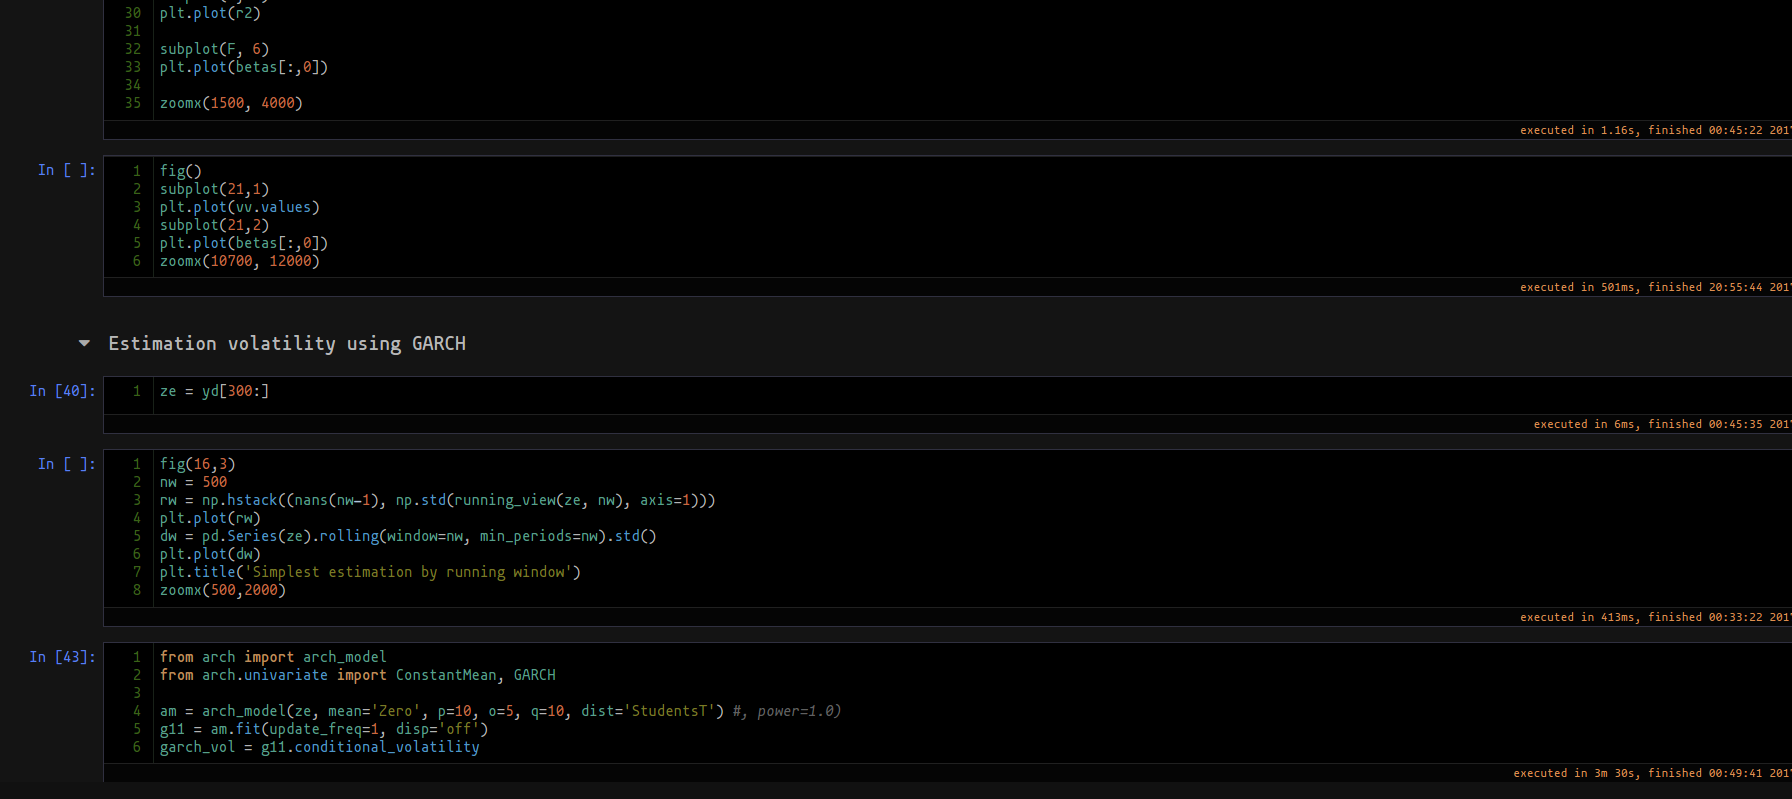 30 plt.plot(r2)
31
32 subplot(F, 6)
33 plt.plot(betas[:,0])
34
35 zoomx(1500, 4000)
executed in 1.16s, finished 00:45:22 201
In [ ]:
1 fig()
2 subplot(21,1)
3 plt.plot(vv.values)
4 subplot(21,2)
5 plt.plot(betas[:,0])
6 zoomx(10700, 12000)
executed in 501ms, finished 20:55:44 201
Estimation volatility using GARCH
In [40]:
1 ze = yd[300:]
executed in 6ms, finished 00:45:35 201
In [ ]:
1 fig(16,3)
2 nw = 500
3 rw = np.hstack((nans(nw-1), np.std(running_view(ze, nw), axis=1)))
4 plt.plot(rw)
5 dw = pd.Series(ze).rolling(window=nw, min_periods=nw).std()
6 plt.plot(dw)
7 plt.title('Simplest estimation by running window')
8 zoomx(500,2000)
executed in 413ms, finished 00:33:22 201
In [43]:
1 from arch import arch_model
2 from arch.univariate import ConstantMean, GARCH
3
4 am = arch_model(ze, mean='Zero', p=10, o=5, q=10, dist='StudentsT') #, power=1.0)
5 g11 = am.fit(update_freq=1, disp='off')
6 garch_vol = g11.conditional_volatility
executed in 3m 30s, finished 00:49:41 201